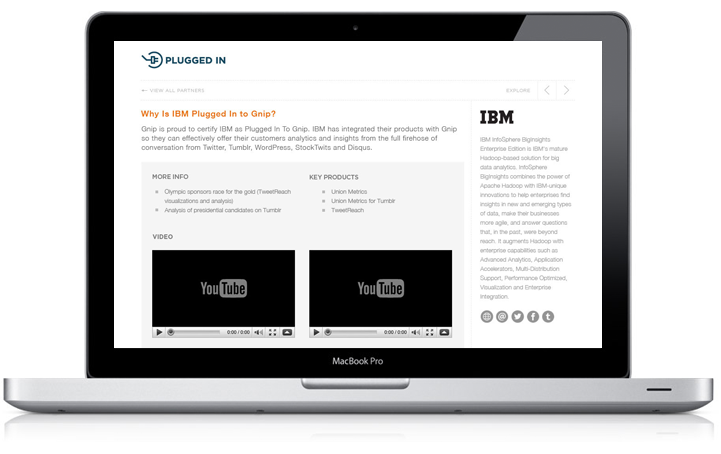 PLUGGED IN
← VIEW ALL PARTNERS
EXPLORE
Why Is IBM Plugged In to Gnip?
Gnip is proud to certify IBM as Plugged In To Gnip. IBM has integrated their products with Gnip
so they can effectively offer their customers analytics and insights from the full firehose of
conversation from Twitter, Tumblr, WordPress, StockTwits and Disqus.
MORE INFO
Olympic sponsors race for the gold (TweetReach
visualizations and analysis)
Analysis of presidential candidates on Tumblr
KEY PRODUCTS
Union Metrics
Union Metrics for Tumblr
TweetReach
VIDEO
YouTube
0:00 / 0:00
YouTube
0:00 / 0:00
IBM
IBM InfoSphere BigInsights
Enterprise Edition is IBM's mature
Hadoop-based solution for big
data analytics. InfoSphere
BigInsights combines the power of
Apache Hadoop with IBM-unique
innovations to help enterprises find
insights in new and emerging types
of data, make their businesses
more agile, and answer questions
that, in the past, were beyond
reach. It augments Hadoop with
enterprise capabilities such as
Advanced Analytics, Application
Accelerators, Multi-Distribution
Support, Performance Optimized,
Visualization and Enterprise
Integration.
MacBook Pro